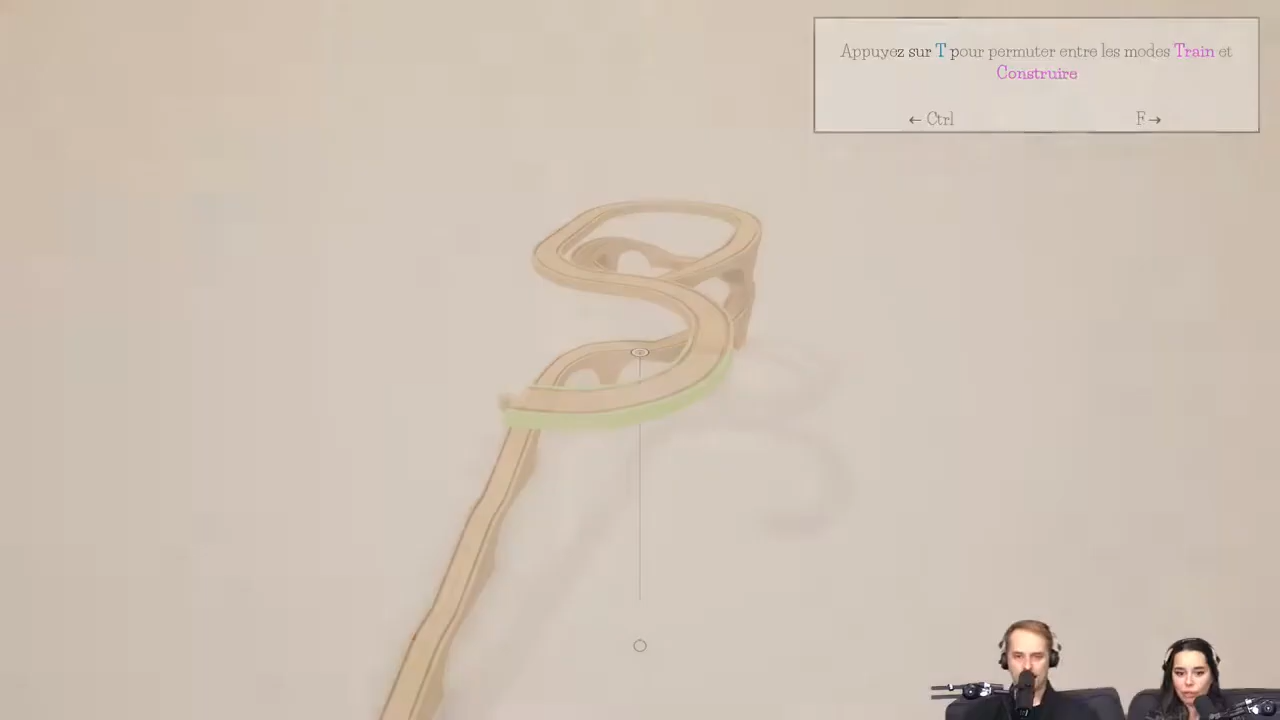 Appuyez sur T pour permuter entre les modes Train et
Construire
← Ctrl
F →